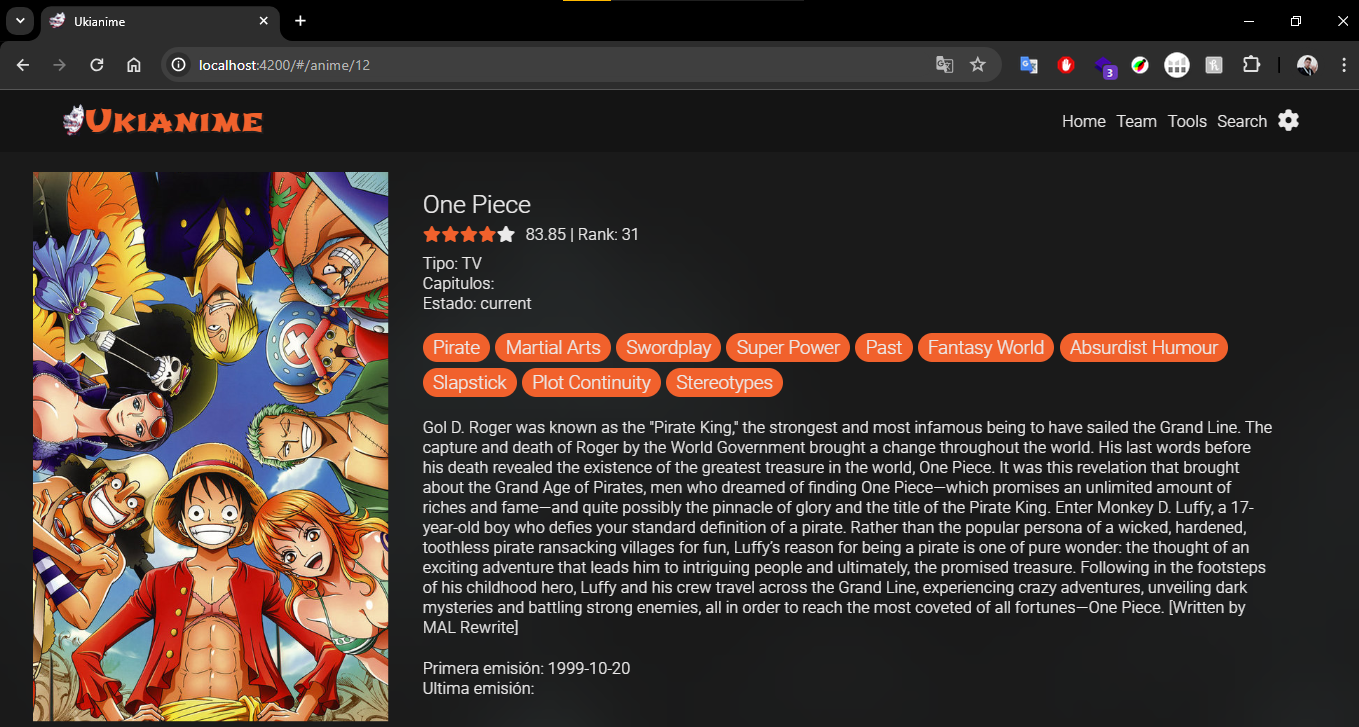 Ukianime
localhost:4200/#/anime/12
3
UKIANIME
Home Team Tools Search
One Piece
83.85 | Rank: 31
Tipo: TV
Capitulos:
Estado: current
Pirate Martial Arts Swordplay Super Power Past Fantasy World Absurdist Humour
Slapstick Plot Continuity Stereotypes
Gol D. Roger was known as the "Pirate King," the strongest and most infamous being to have sailed the Grand Line. The
capture and death of Roger by the World Government brought a change throughout the world. His last words before
his death revealed the existence of the greatest treasure in the world, One Piece. It was this revelation that brought
about the Grand Age of Pirates, men who dreamed of finding One Piece—which promises an unlimited amount of
riches and fame—and quite possibly the pinnacle of glory and the title of the Pirate King. Enter Monkey D. Luffy, a 17-
year-old boy who defies your standard definition of a pirate. Rather than the popular persona of a wicked, hardened,
toothless pirate ransacking villages for fun, Luffy’s reason for being a pirate is one of pure wonder: the thought of an
exciting adventure that leads him to intriguing people and ultimately, the promised treasure. Following in the footsteps
of his childhood hero, Luffy and his crew travel across the Grand Line, experiencing crazy adventures, unveiling dark
mysteries and battling strong enemies, all in order to reach the most coveted of all fortunes—One Piece. [Written by
MAL Rewrite]
Primera emisión: 1999-10-20
Ultima emisión: